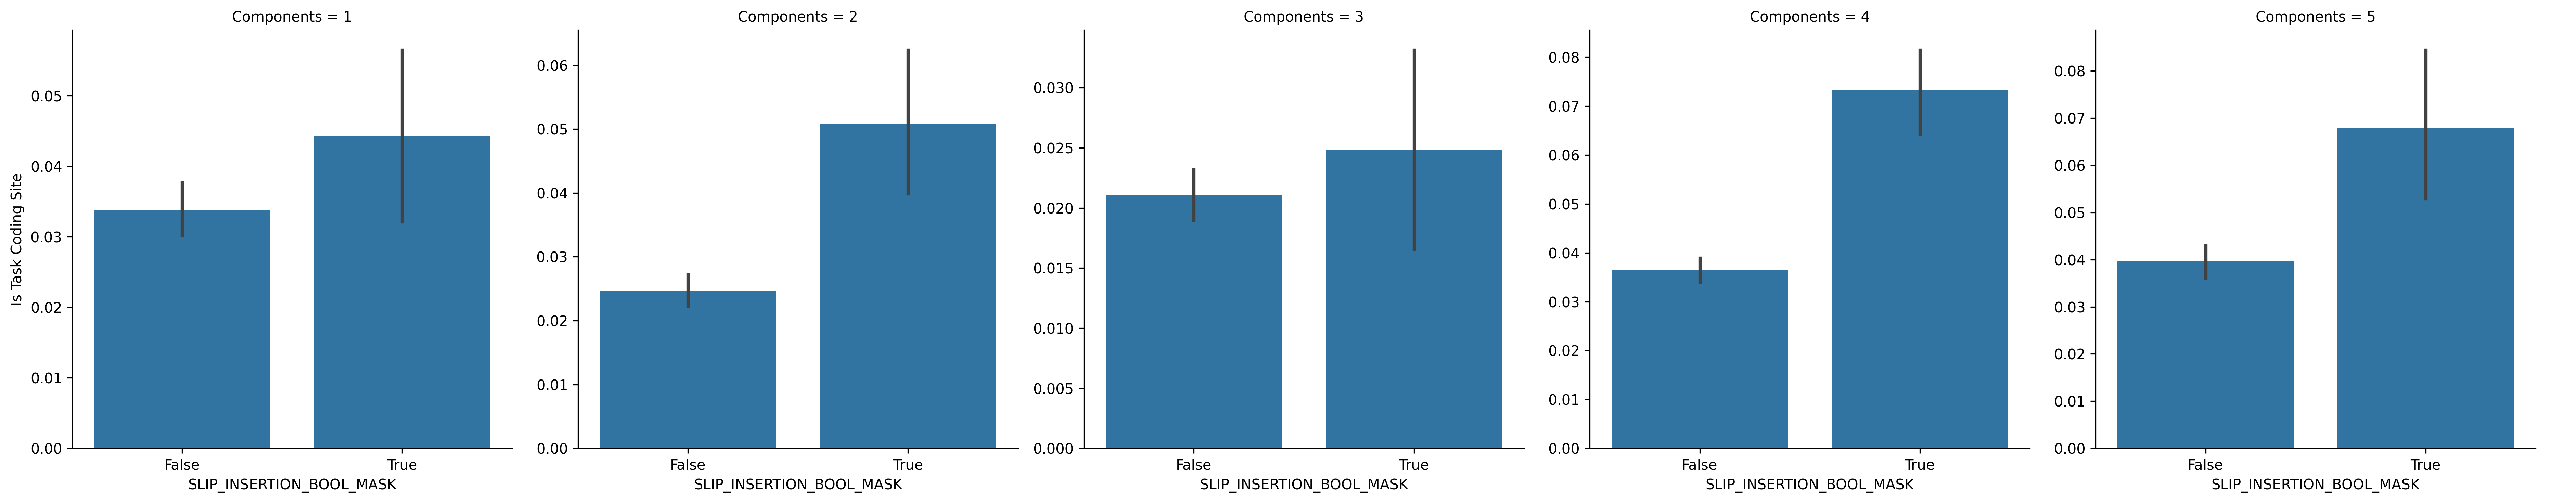 Components = 1
Components = 2
Components = 3
Components = 4
Components = 5
Is Task Coding Site
0.05
0.04
0.03
0.02
0.01
0.00
False
True
SLIP_INSERTION_BOOL_MASK
0.06
0.05
0.04
0.03
0.02
0.01
0.00
False
True
SLIP_INSERTION_BOOL_MASK
0.030
0.025
0.020
0.015
0.010
0.005
0.000
False
True
SLIP_INSERTION_BOOL_MASK
0.08
0.07
0.06
0.05
0.04
0.03
0.02
0.01
0.00
False
True
SLIP_INSERTION_BOOL_MASK
0.08
0.07
0.06
0.05
0.04
0.03
0.02
0.01
0.00
False
True
SLIP_INSERTION_BOOL_MASK